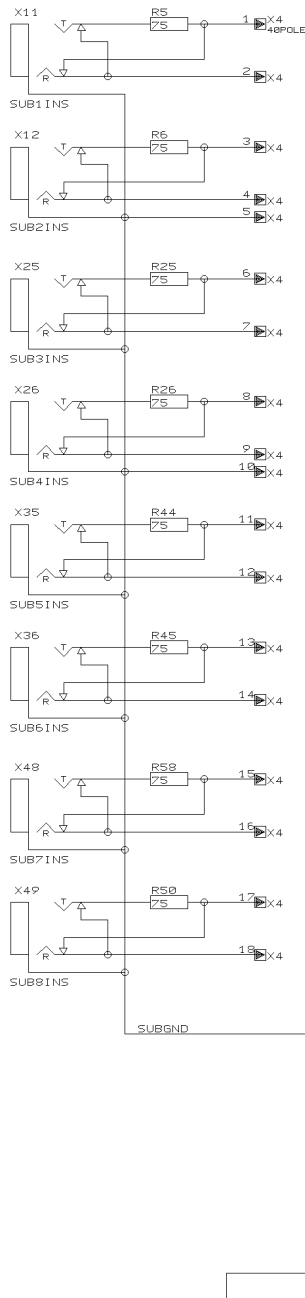 X11 R5 1 X4
T 75 40POLE
2 X4
R
SUB1INS
X12 R6 3 X4
T 75
4 X4
R 5 X4
SUB2INS
X25 R25 6 X4
T 75
7 X4
R
SUB3INS
X26 R26 8 X4
T 75
9 X4
R 10 X4
SUB4INS
X35 R44 11 X4
T 75
12 X4
R
SUB5INS
X36 R45 13 X4
T 75
14 X4
R
SUB6INS
X48 R58 15 X4
T 75
16 X4
R
SUB7INS
X49 R50 17 X4
T 75
18 X4
R
SUB8INS
SUBGND